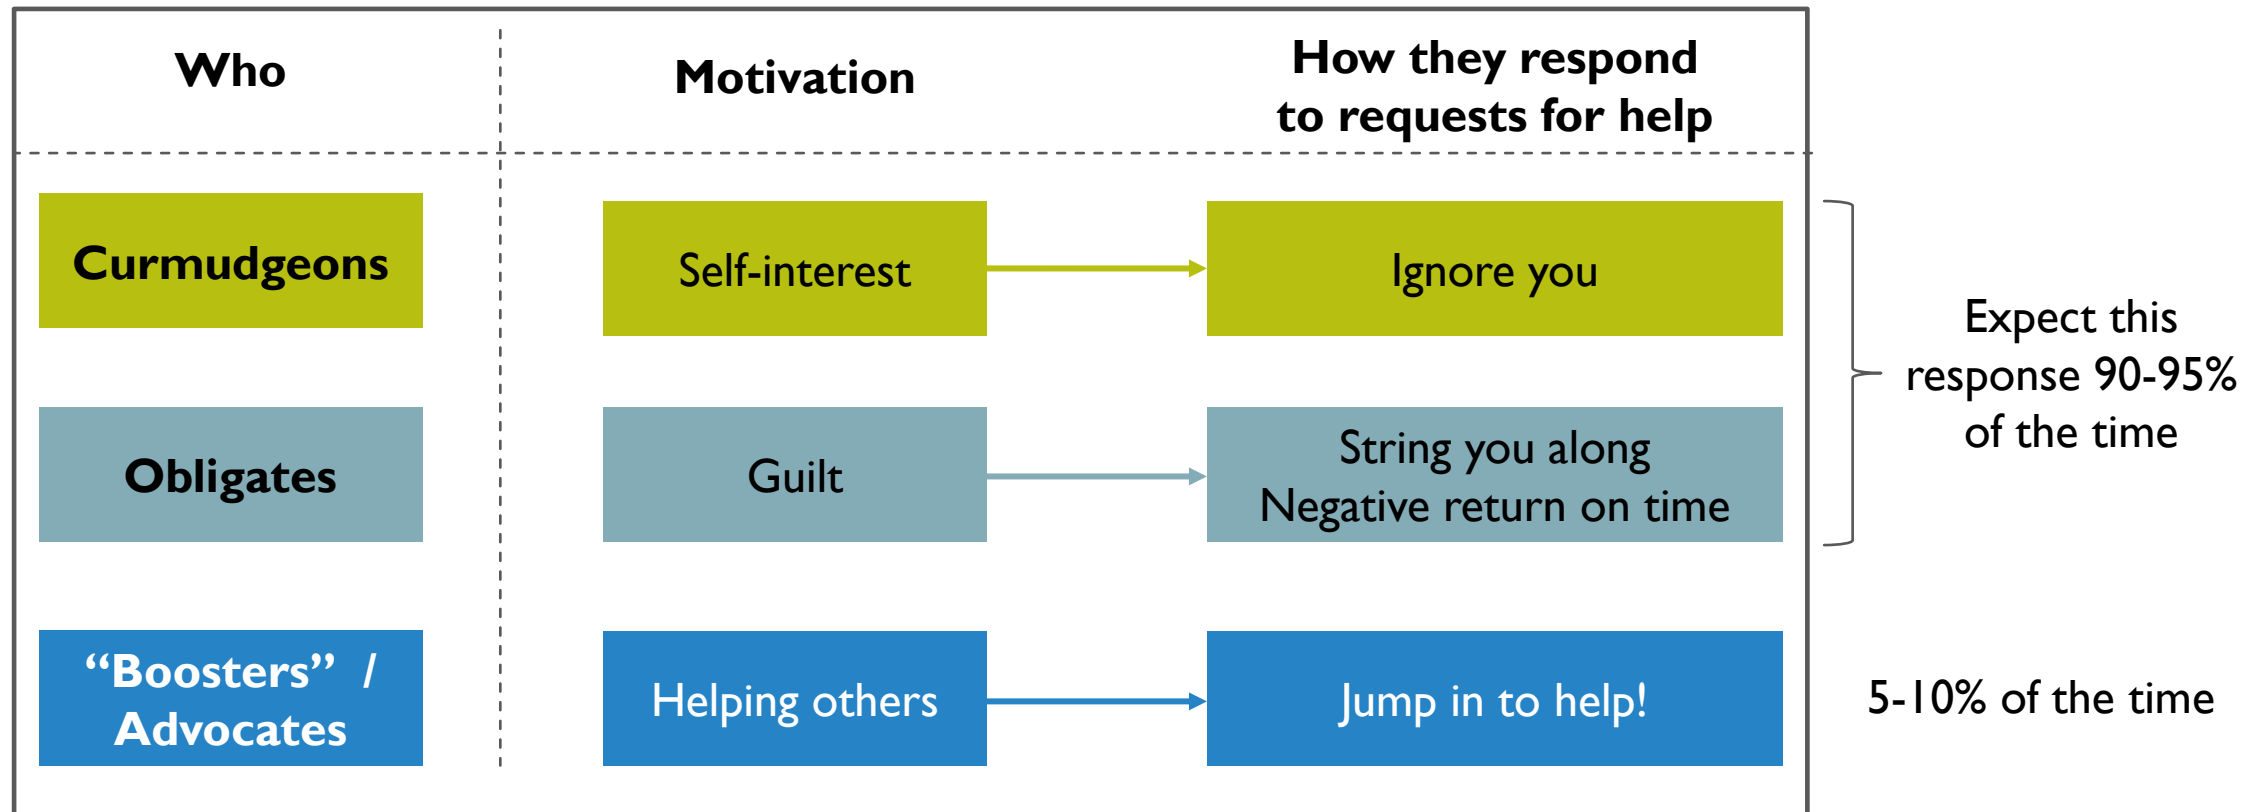 Who
Motivation
How they respond
to requests for help
Curmudgeons
Self-interest
Ignore you
Expect this
response 90-95%
of the time
Obligates
Guilt
String you along
Negative return on time
“Boosters” /
Advocates
Helping others
Jump in to help!
5-10% of the time